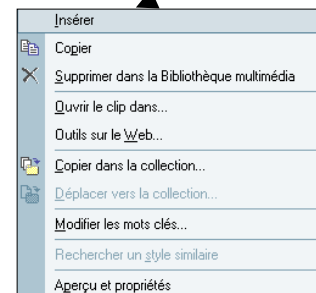 Insérer
Copier
Supprimer dans la Bibliothèque multimédia
Ouvrir le clip dans...
Outils sur le Web...
Copier dans la collection...
Déplacer vers la collection...
Modifier les mots clés...
Rechercher un style similaire
Aperçu et propriétés